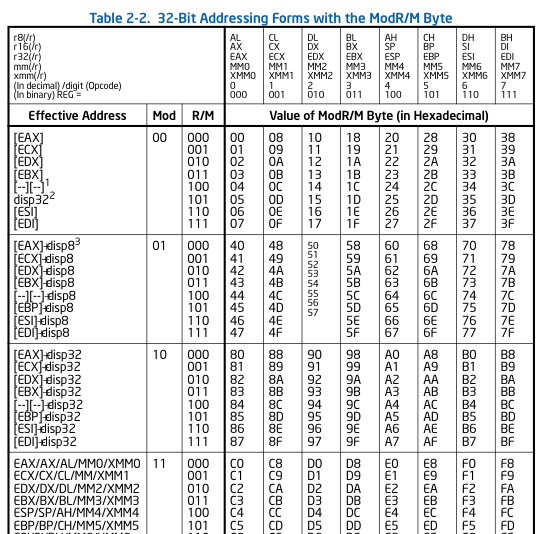 Table 2-2. 32-Bit Addressing Forms with the ModR/M Byte
r8(/r) AL CL DL BL AH CH DH BH
r16(/r) AX CX DX BX SP BP SI DI
r32(/r) EAX ECX EDX EBX ESP EBP ESI EDI
mm(/r) MM0 MM1 MM2 MM3 MM4 MM5 MM6 MM7
xmm(/r) XMM0 XMM1 XMM2 XMM3 XMM4 XMM5 XMM6 XMM7
(In decimal) /digit (Opcode) 0 1 2 3 4 5 6 7
(In binary) REG = 000 001 010 011 100 101 110 111
Effective Address Mod R/M Value of ModR/M Byte (in Hexadecimal)
[EAX] 00 000 00 08 10 18 20 28 30 38
[ECX] 001 01 09 11 19 21 29 31 39
[EDX] 010 02 0A 12 1A 22 2A 32 3A
[EBX] 011 03 0B 13 1B 23 2B 33 3B
[--][--]1 100 04 0C 14 1C 24 2C 34 3C
disp322 101 05 0D 15 1D 25 2D 35 3D
[ESI] 110 06 0E 16 1E 26 2E 36 3E
[EDI] 111 07 0F 17 1F 27 2F 37 3F
[EAX]+disp83 01 000 40 48 50 58 60 68 70 78
[ECX]+disp8 001 41 49 51 59 61 69 71 79
[EDX]+disp8 010 42 4A 52 5A 62 6A 72 7A
[EBX]+disp8 011 43 4B 53 5B 63 6B 73 7B
[--][--]+disp8 100 44 4C 54 5C 64 6C 74 7C
[EBP]+disp8 101 45 4D 55 5D 65 6D 75 7D
[ESI]+disp8 110 46 4E 56 5E 66 6E 76 7E
[EDI]+disp8 111 47 4F 57 5F 67 6F 77 7F
[EAX]+disp32 10 000 80 88 90 98 A0 A8 B0 B8
[ECX]+disp32 001 81 89 91 99 A1 A9 B1 B9
[EDX]+disp32 010 82 8A 92 9A A2 AA B2 BA
[EBX]+disp32 011 83 8B 93 9B A3 AB B3 BB
[--][--]+disp32 100 84 8C 94 9C A4 AC B4 BC
[EBP]+disp32 101 85 8D 95 9D A5 AD B5 BD
[ESI]+disp32 110 86 8E 96 9E A6 AE B6 BE
[EDI]+disp32 111 87 8F 97 9F A7 AF B7 BF
EAX/AX/AL/MM0/XMM0 11 000 C0 C8 D0 D8 E0 E8 F0 F8
ECX/CX/CL/MM/XMM1 001 C1 C9 D1 D9 E1 E9 F1 F9
EDX/DX/DL/MM2/XMM2 010 C2 CA D2 DA E2 EA F2 FA
EBX/BX/BL/MM3/XMM3 011 C3 CB D3 DB E3 EB F3 FB
ESP/SP/AH/MM4/XMM4 100 C4 CC D4 DC E4 EC F4 FC
EBP/BP/CH/MM5/XMM5 101 C5 CD D5 DD E5 ED F5 FD